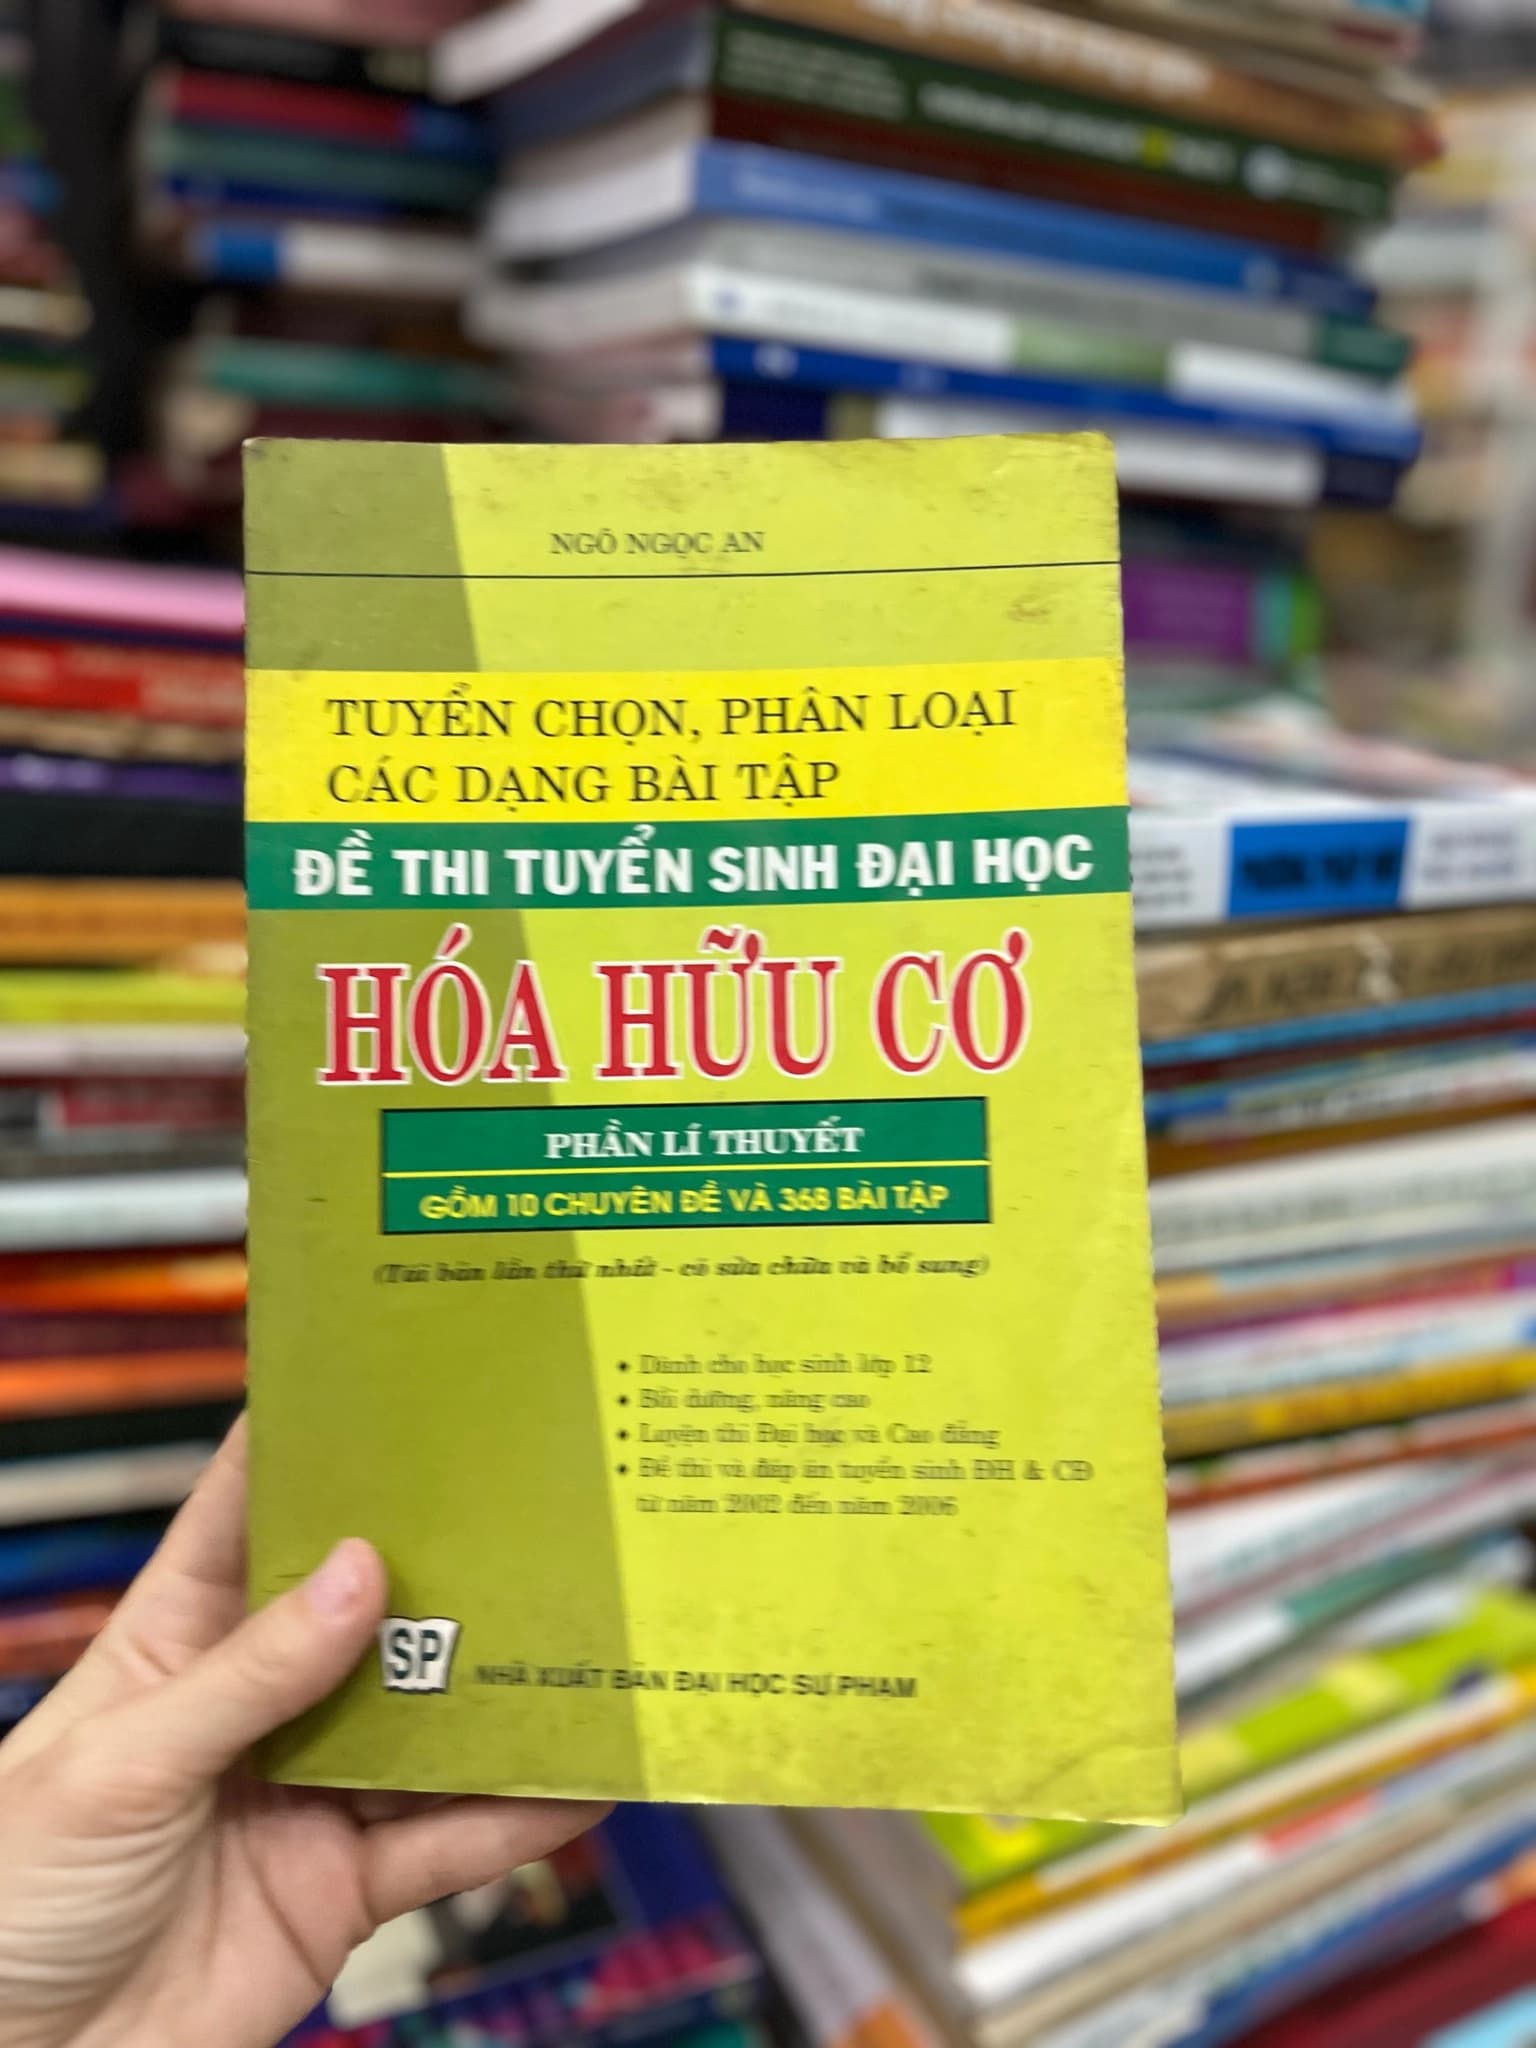 NGÔ NGỌC AN
TUYỂN CHỌN, PHÂN LOẠI
CÁC DẠNG BÀI TẬP
ĐỀ THI TUYỂN SINH ĐẠI HỌC
HÓA HỮU CƠ
PHẦN LÍ THUYẾT
GỒM 10 CHUYÊN ĐỀ VÀ 368 BÀI TẬP
(Tái bản lần thứ nhất - có sửa chữa và bổ sung)
• Dành cho học sinh lớp 12
• Bồi dưỡng, nâng cao
• Luyện thi Đại học và Cao đẳng
• Đề thi và đáp án tuyển sinh ĐH & CĐ
từ năm 2002 đến năm 2006
SP
NHÀ XUẤT BẢN ĐẠI HỌC SƯ PHẠM